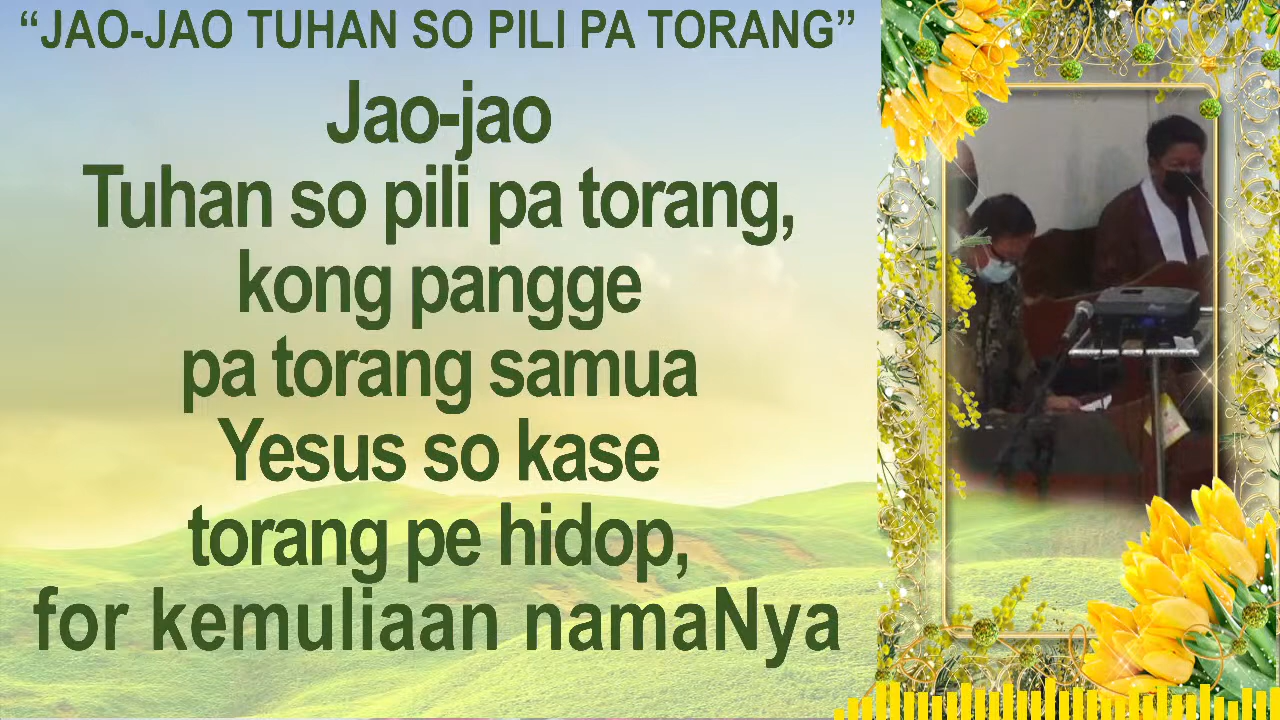 “JAO-JAO TUHAN SO PILI PA TORANG”
Jao-jao
Tuhan so pili pa torang,
kong pangge
pa torang samua
Yesus so kase
torang pe hidop,
for kemuliaan namaNya